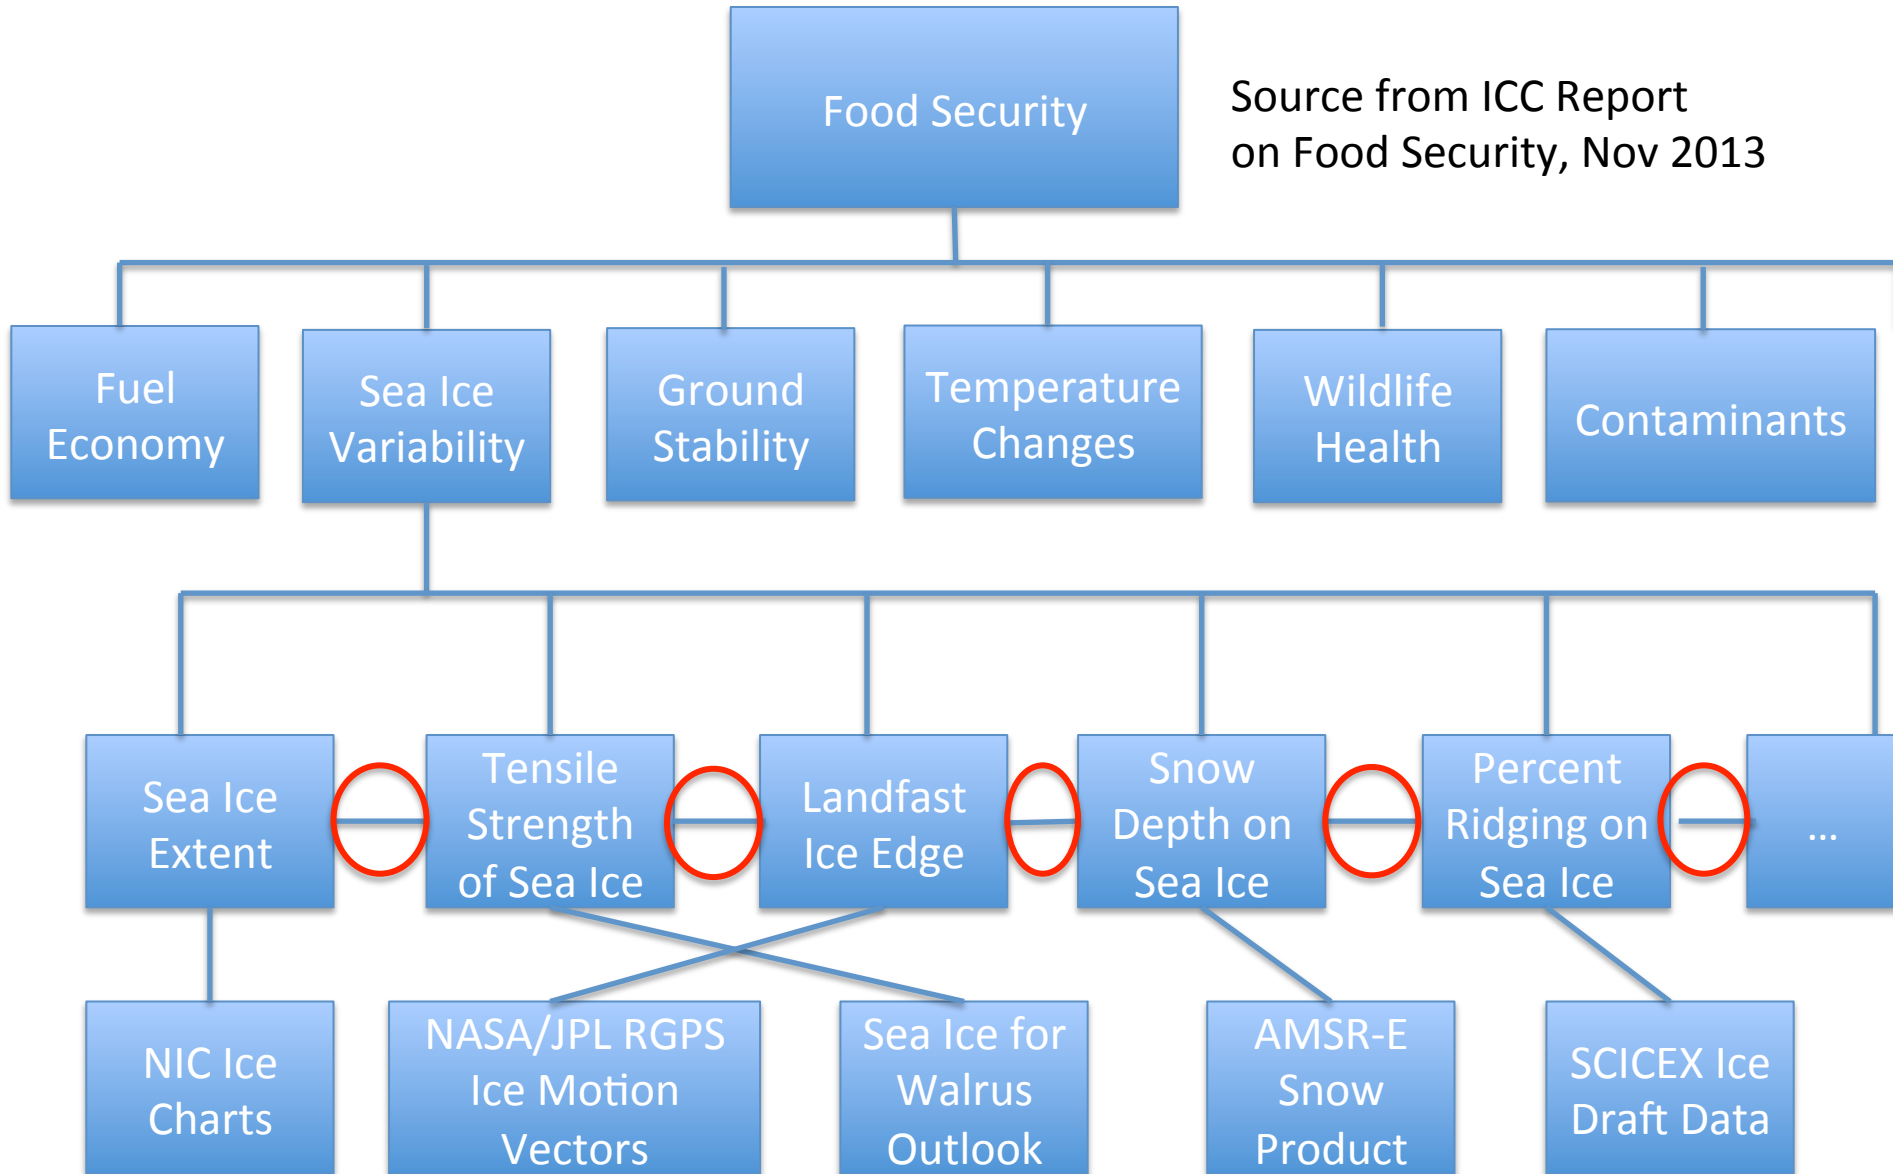 Food Security
Source from ICC Report
on Food Security, Nov 2013
Fuel
Economy
Sea Ice
Variability
Ground
Stability
Temperature
Changes
Wildlife
Health
Contaminants
Sea Ice
Extent
Tensile
Strength
of Sea Ice
Landfast
Ice Edge
Snow
Depth on
Sea Ice
Percent
Ridging on
Sea Ice
...
NIC Ice
Charts
NASA/JPL RGPS
Ice Motion
Vectors
Sea Ice for
Walrus
Outlook
AMSR-E
Snow
Product
SCICEX Ice
Draft Data